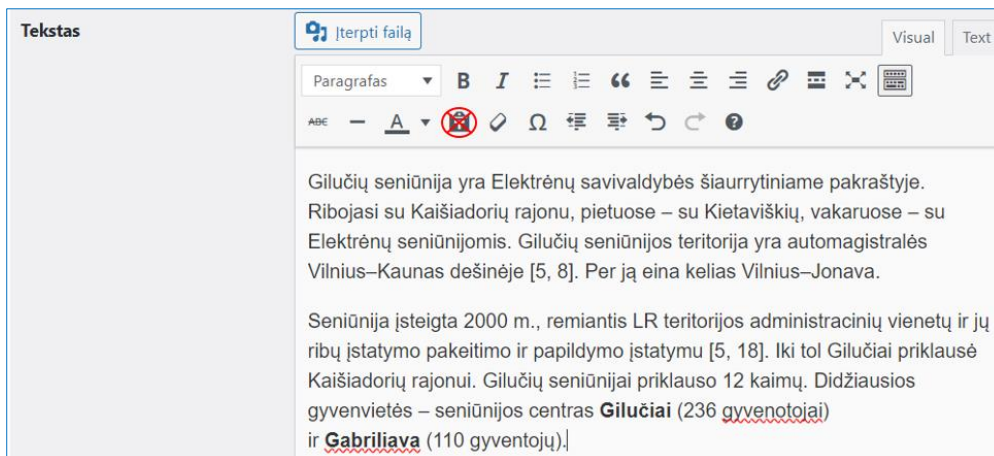 Tekstas
Įterpti failą
Visual Text
Paragrafas B I
ABC A Ω
Gilučių seniūnija yra Elektrėnų savivaldybės šiaurrytiniame pakraštyje.
Ribojasi su Kaišiadorių rajonu, pietuose – su Kietaviškių, vakaruose – su
Elektrėnų seniūnijomis. Gilučių seniūnijos teritorija yra automagistralės
Vilnius–Kaunas dešinėje [5, 8]. Per ją eina kelias Vilnius–Jonava.
Seniūnija įsteigta 2000 m., remiantis LR teritorijos administracinių vienetų ir jų
ribų įstatymo pakeitimo ir papildymo įstatymu [5, 18]. Iki tol Gilučiai priklausė
Kaišiadorių rajonui. Gilučių seniūnijai priklauso 12 kaimų. Didžiausios
gyvenvietės – seniūnijos centras Gilučiai (236 gyvenotojai)
ir Gabriliava (110 gyventojų).